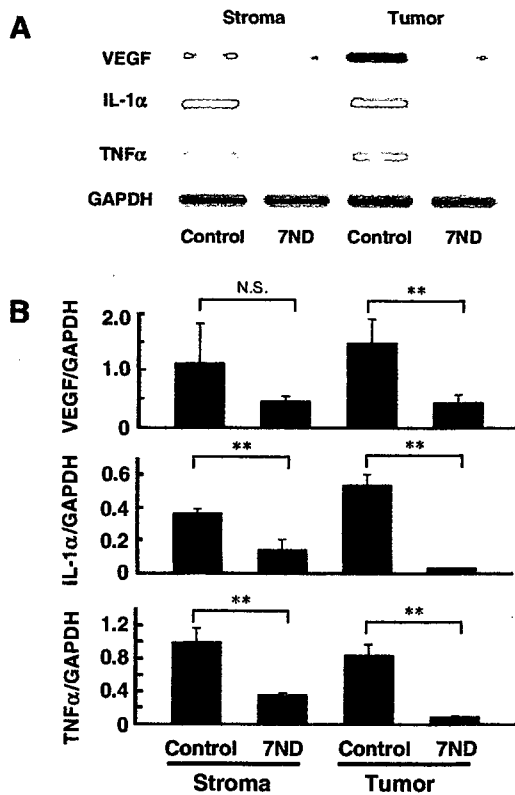 A
Stroma Tumor
VEGF
IL-1α
TNFα
GAPDH
Control 7ND Control 7ND
B
N.S. **
2.0
1.0
0
VEGF/GAPDH
** **
0.6
0.4
0.2
0
IL-1α/GAPDH
** **
1.2
0.8
0.4
0
TNFα/GAPDH
Control 7ND Control 7ND
Stroma Tumor